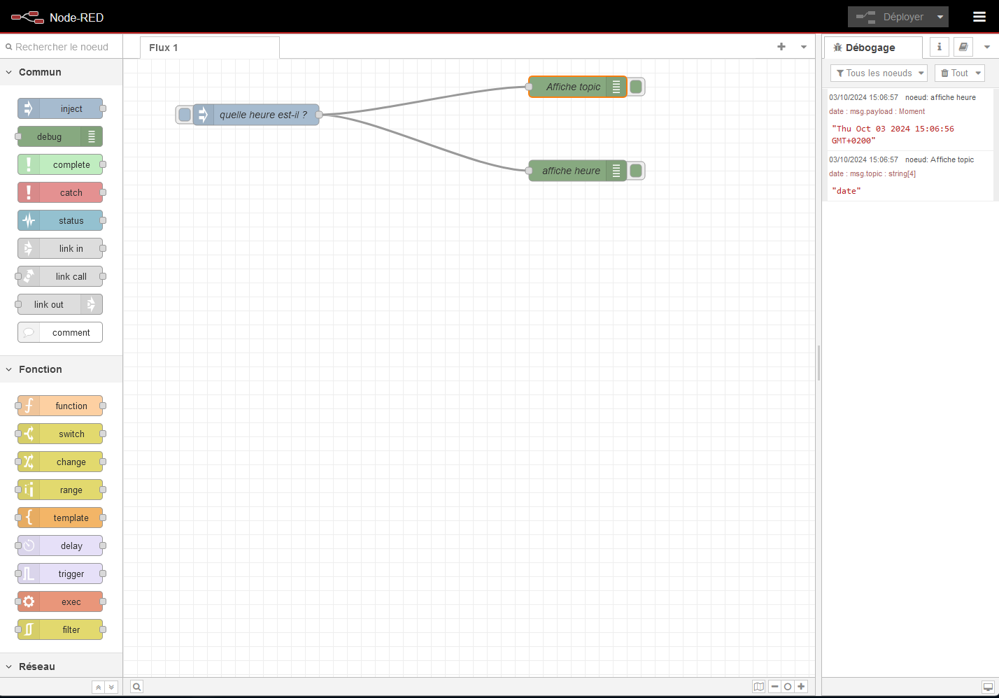 Node-RED
Déployer
Rechercher le noeud
Flux 1
Débogage
Commun
inject
debug
complete
catch
status
link in
link call
link out
comment
Fonction
function
switch
change
range
template
delay
trigger
exec
filter
Réseau
quelle heure est-il ?
Affiche topic
affiche heure
Tous les noeuds
Tout
03/10/2024 15:06:57 noeud: affiche heure
date : msg.payload : Moment
"Thu Oct 03 2024 15:06:56
GMT+0200"
03/10/2024 15:06:57 noeud: Affiche topic
date : msg.topic : string[4]
"date"